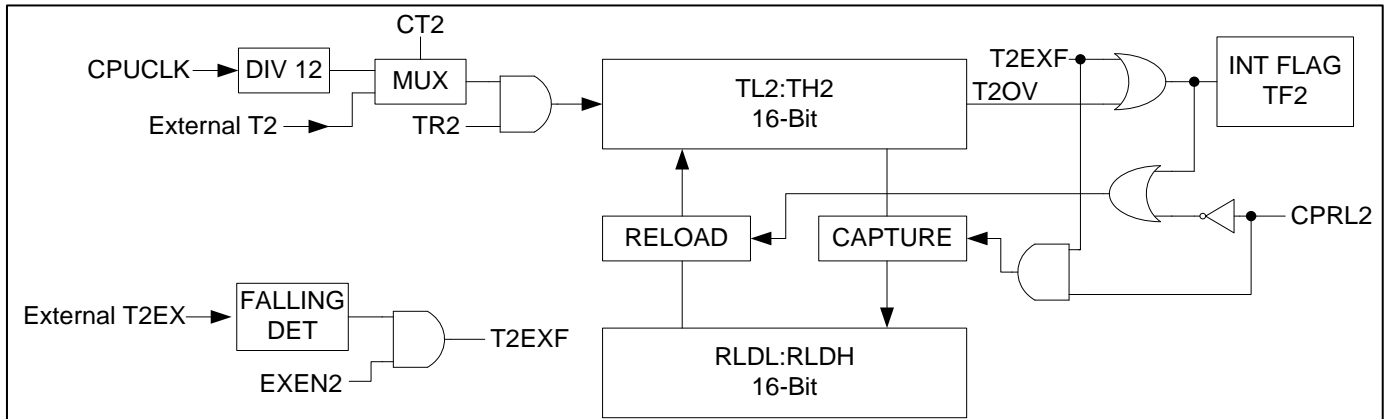 CT2
CPUCLK
DIV 12
MUX
External T2
TR2
TL2:TH2
16-Bit
T2EXF
T2OV
INT FLAG
TF2
RELOAD
CAPTURE
CPRL2
External T2EX
FALLING
DET
EXEN2
T2EXF
RLDL:RLDH
16-Bit